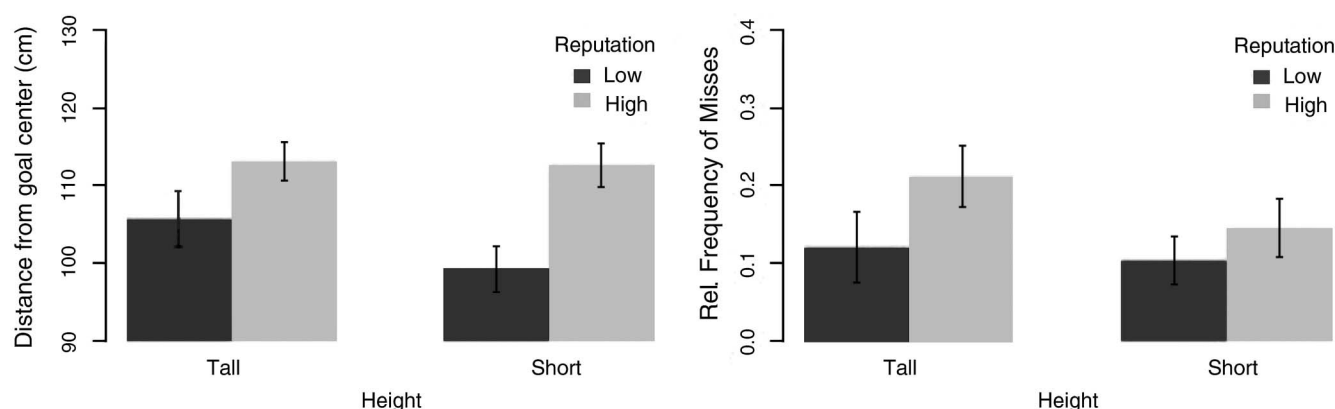 Distance from goal center (cm)
130
120
110
100
90
Reputation
Low
High
Tall
Short
Height
Rel. Frequency of Misses
0.4
0.3
0.2
0.1
0.0
Reputation
Low
High
Tall
Short
Height